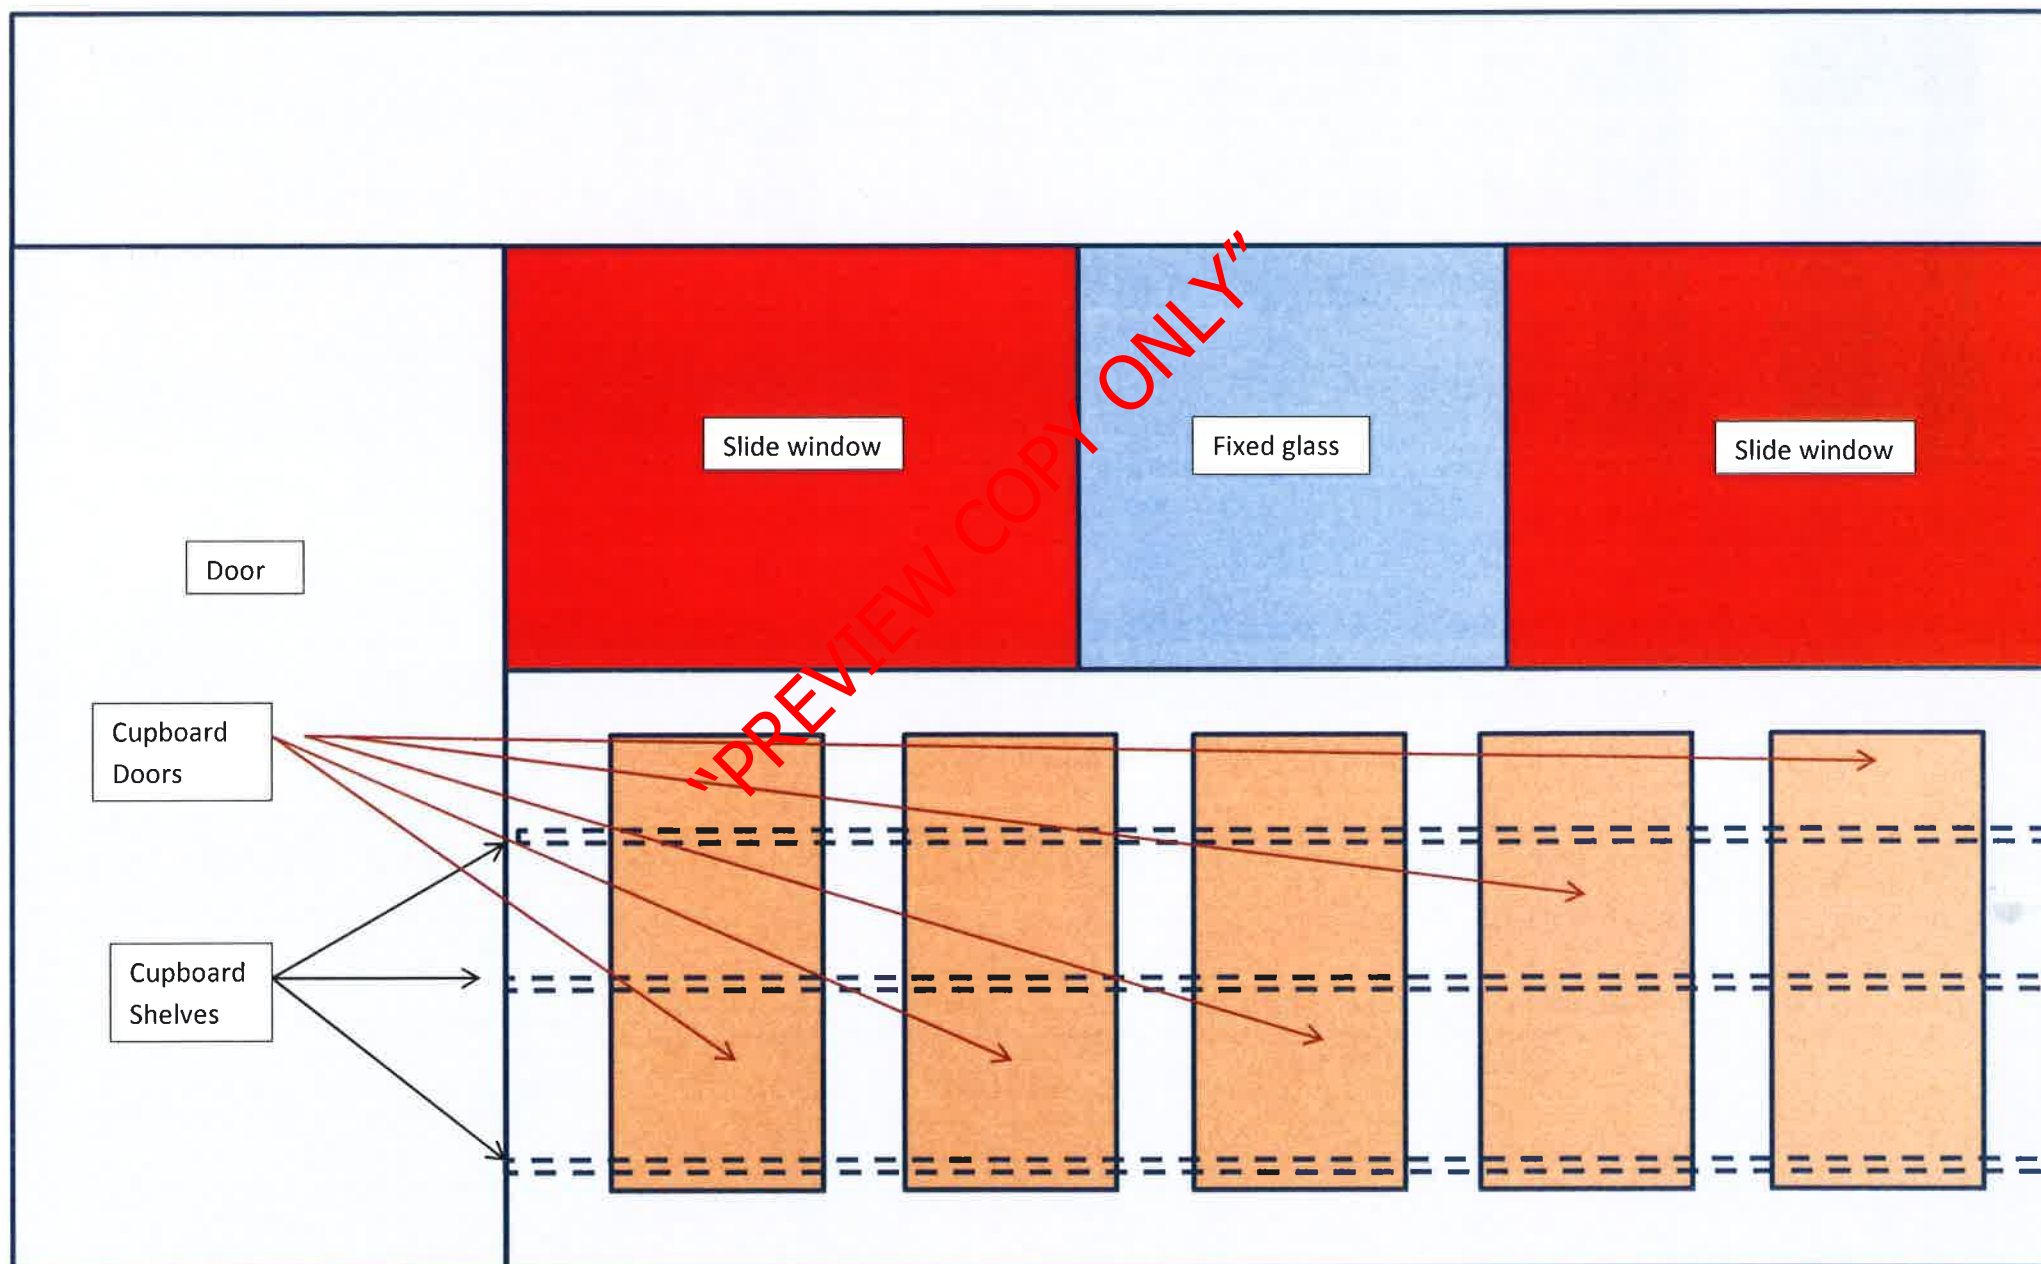 Slide window
Fixed glass
Slide window
Door
Cupboard
Doors
Cupboard
Shelves
“PREVIEW COPY ONLY”